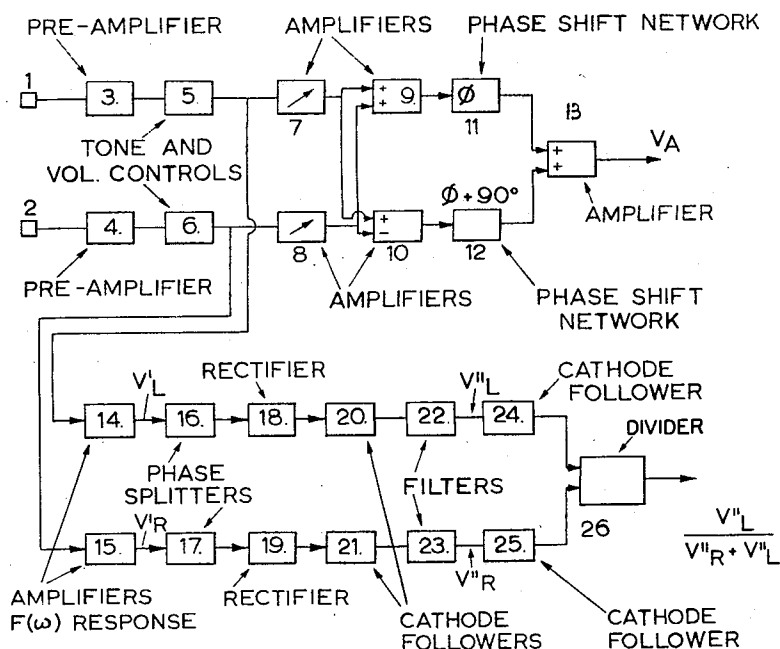 PRE-AMPLIFIER
AMPLIFIERS
PHASE SHIFT NETWORK
1
3.
5.
7
+
+
9.
Ø
11
13
+
+
VA
AMPLIFIER
TONE AND
VOL. CONTROLS
2
4.
6.
8
+
−
10
Ø + 90°
12
PRE-AMPLIFIER
AMPLIFIERS
PHASE SHIFT
NETWORK
RECTIFIER
CATHODE
FOLLOWER
14.
V'L
16.
18.
20.
22.
V"L
24.
DIVIDER
PHASE
SPLITTERS
FILTERS
26
V"L
V"R + V"L
15.
V'R
17.
19.
21.
23.
V"R
25.
AMPLIFIERS
F(ω) RESPONSE
RECTIFIER
CATHODE
FOLLOWERS
CATHODE
FOLLOWER